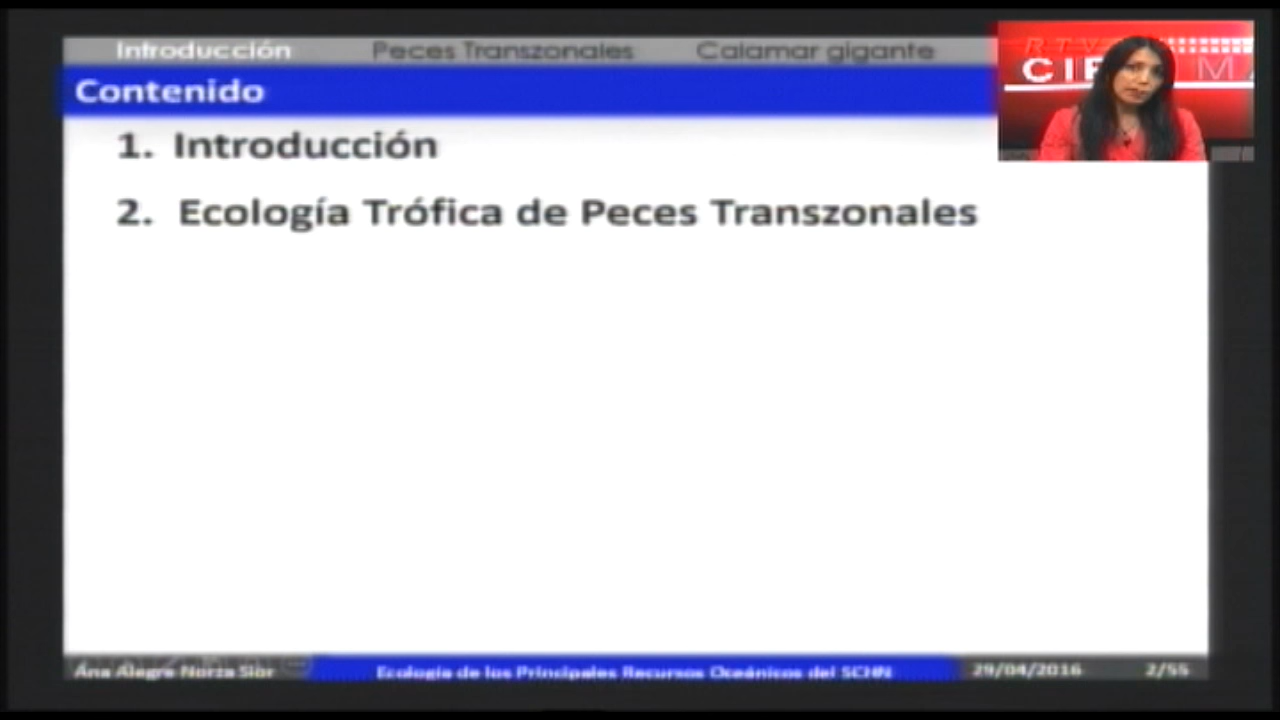 Introducción Peces Transzonales Calamar gigante
Contenido
1. Introducción
2. Ecología Trófica de Peces Transzonales
Ana Alegre Norza Sior Ecología de los Principales Recursos Oceánicos del SCHN 29/04/2016 2/55